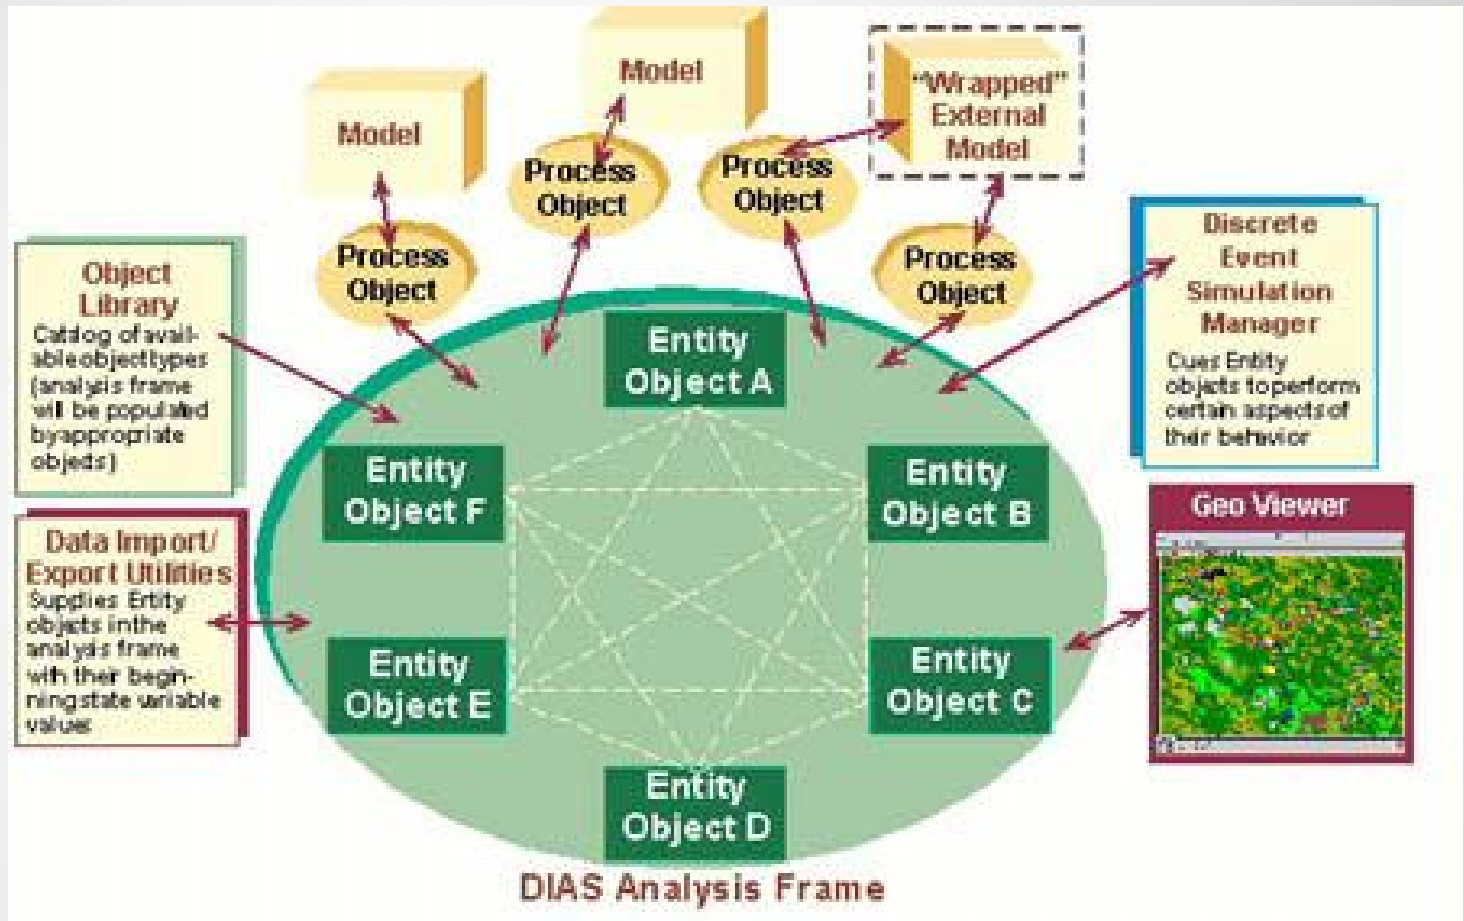 Model
Model
“Wrapped”
External
Model
Process
Object
Process
Object
Process
Object
Process
Object
Object
Library
Catalog of avail-
able object types
(analysis frame
will be populated
by appropriate
objects)
Data Import/
Export Utilities
Supplies Entity
objects in the
analysis frame
with their begin-
ning state variable
values
Discrete
Event
Simulation
Manager
Cues Entity
objects to perform
certain aspects of
their behavior
Geo Viewer
Entity
Object A
Entity
Object F
Entity
Object B
Entity
Object E
Entity
Object C
Entity
Object D
DIAS Analysis Frame